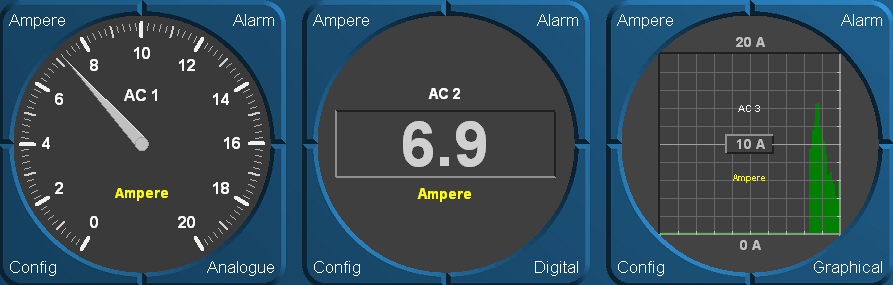 Ampere Alarm
10
8 12
6 14
AC 1
4 16
2 18
Ampere
0 20
Config Analogue
Ampere Alarm
AC 2
6.9
Ampere
Config Digital
Ampere Alarm
20 A
AC 3
10 A
Ampere
0 A
Config Graphical